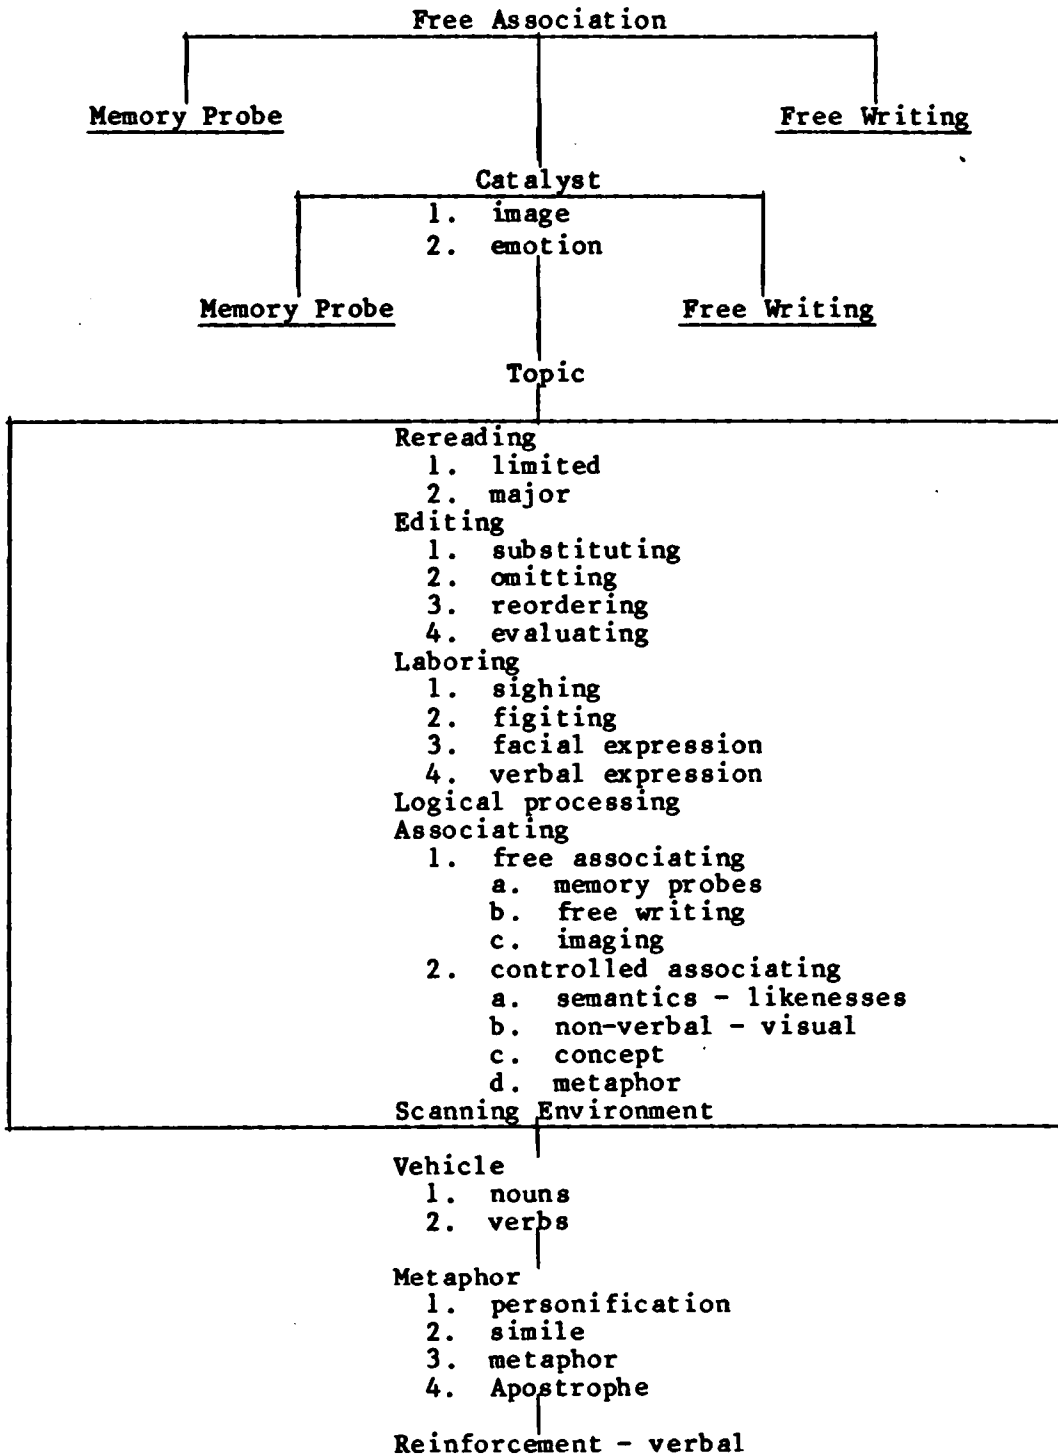 Free Association
Memory Probe Free Writing
Catalyst
1. image
2. emotion
Memory Probe Free Writing
Topic
Rereading
1. limited
2. major
Editing
1. substituting
2. omitting
3. reordering
4. evaluating
Laboring
1. sighing
2. figiting
3. facial expression
4. verbal expression
Logical processing
Associating
1. free associating
a. memory probes
b. free writing
c. imaging
2. controlled associating
a. semantics - likenesses
b. non-verbal - visual
c. concept
d. metaphor
Scanning Environment
Vehicle
1. nouns
2. verbs
Metaphor
1. personification
2. simile
3. metaphor
4. Apostrophe
Reinforcement - verbal